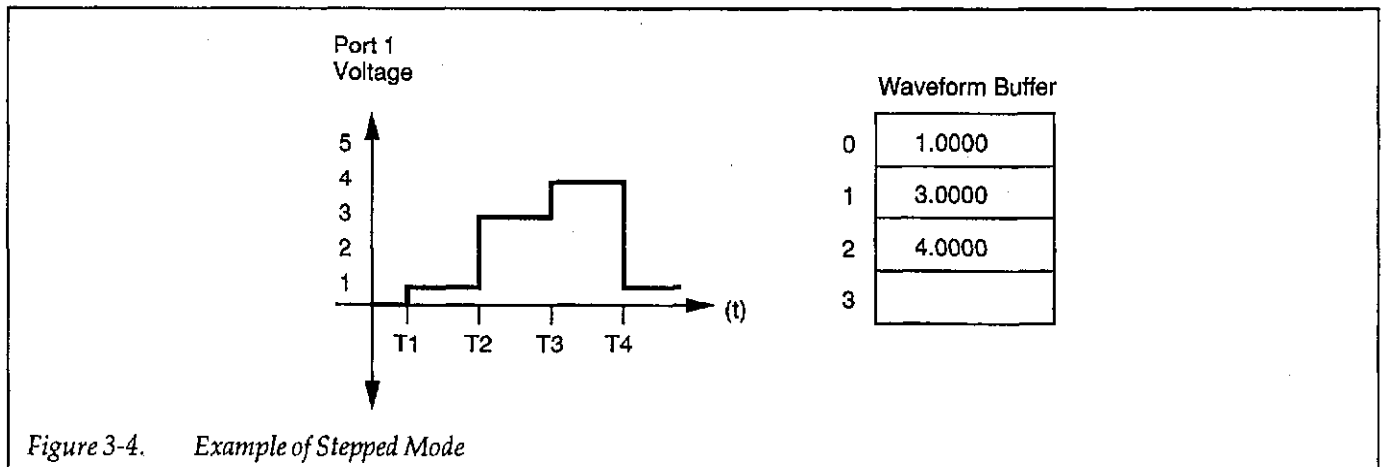 Port 1
Voltage
5
4
3
2
1
T1 T2 T3 T4
(t)
Waveform Buffer
0 1.0000
1 3.0000
2 4.0000
3
Figure 3-4. Example of Stepped Mode